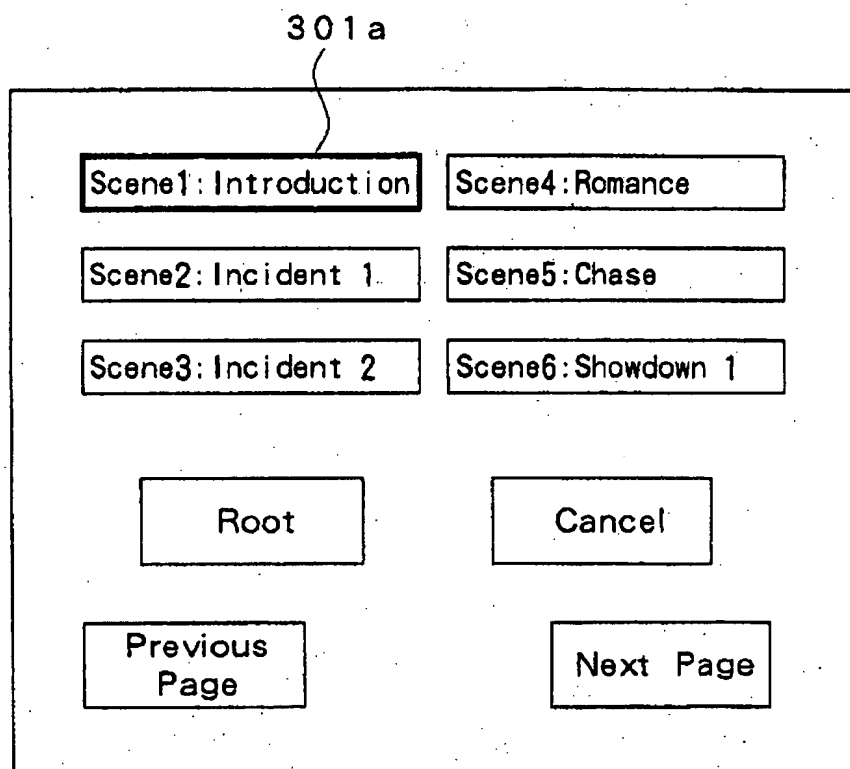 301a
Scene1:Introduction
Scene4:Romance
Scene2:Incident 1
Scene5:Chase
Scene3:Incident 2
Scene6:Showdown 1
Root
Cancel
Previous
Page
Next Page